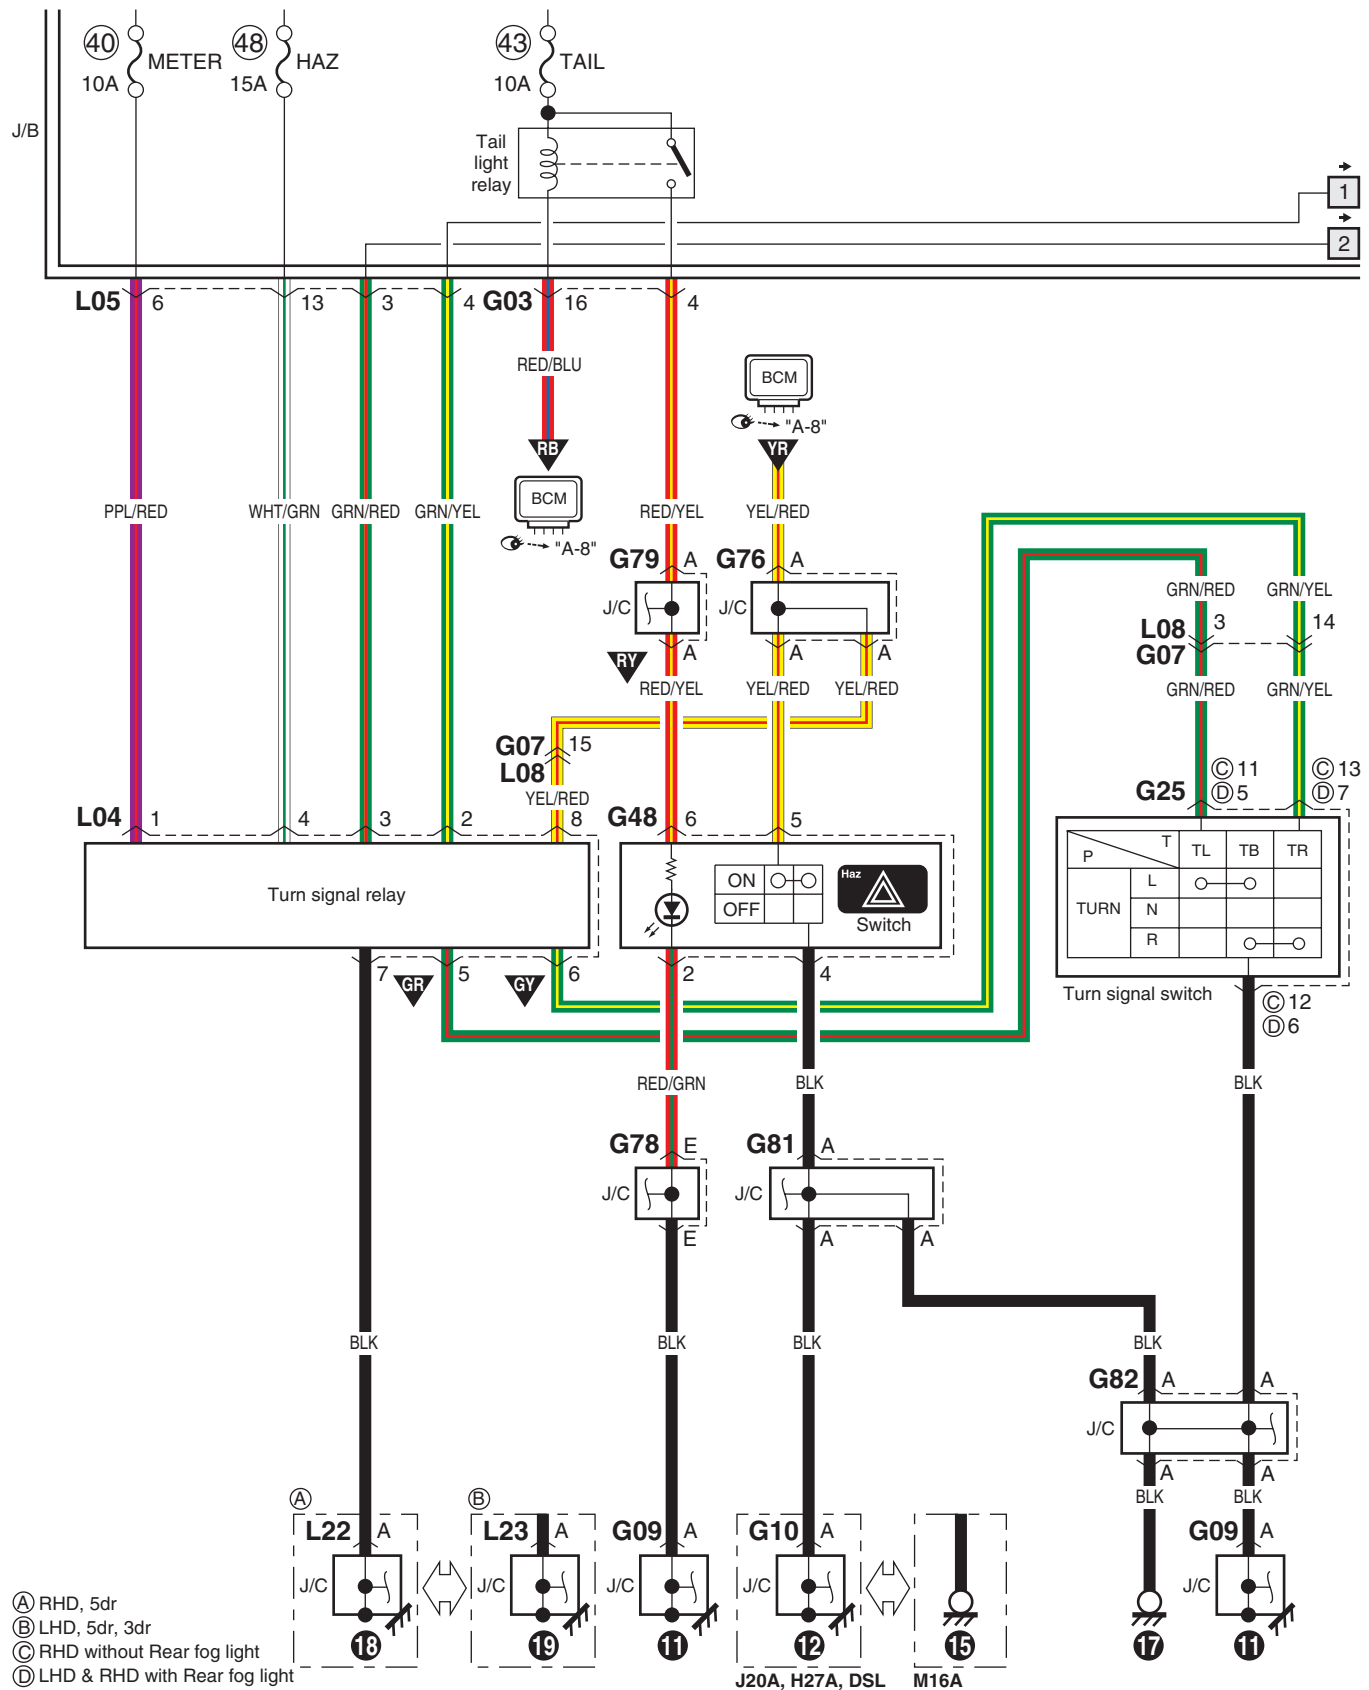 40 METER 10A
48 HAZ 15A
43 TAIL 10A
J/B
Tail
light
relay
1
2
L05 6 13 3 4 G03 16 4
RED/BLU
BCM
"A-8"
RB
YR
BCM
"A-8"
PPL/RED WHT/GRN GRN/RED GRN/YEL RED/YEL YEL/RED
G79 A G76 A
J/C J/C
GRN/RED GRN/YEL
L08 3 14
G07
A A A
RY
RED/YEL YEL/RED YEL/RED
GRN/RED GRN/YEL
G07 15
L08
YEL/RED
C 11 C 13
G25 D 5 D 7
L04 1 4 3 2 8 G48 6 5
Turn signal relay
ON
OFF
Haz
Switch
P T TL TB TR
TURN L
N
R
Turn signal switch
7 GR 5 GY 6 2 4
C 12
D 6
RED/GRN BLK BLK
G78 E G81 A
J/C J/C
E A A
BLK BLK BLK BLK
G82 A A
J/C
A A
BLK BLK
A B
L22 A L23 A G09 A G10 A G09 A
J/C J/C J/C J/C J/C
18 19 11 12 15 17 11
J20A, H27A, DSL M16A
A RHD, 5dr
B LHD, 5dr, 3dr
C RHD without Rear fog light
D LHD & RHD with Rear fog light